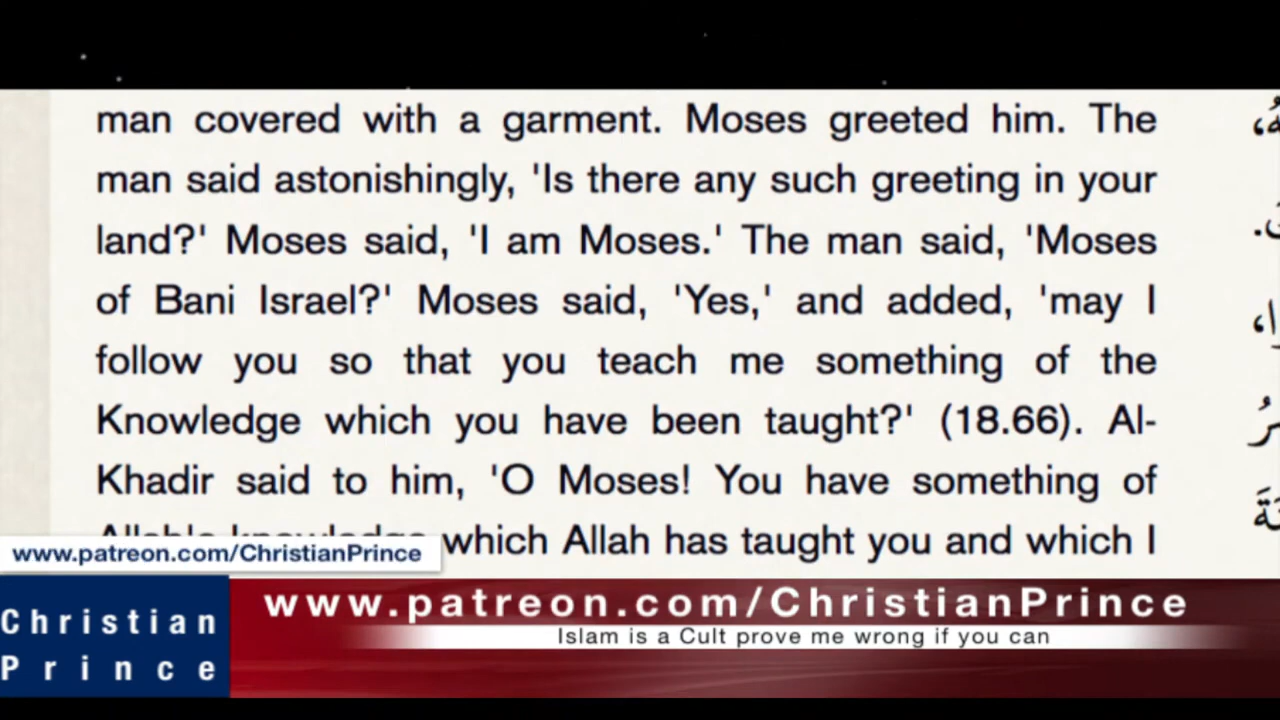 man covered with a garment. Moses greeted him. The
man said astonishingly, 'Is there any such greeting in your
land?' Moses said, 'I am Moses.' The man said, 'Moses
of Bani Israel?' Moses said, 'Yes,' and added, 'may I
follow you so that you teach me something of the
Knowledge which you have been taught?' (18.66). Al-
Khadir said to him, 'O Moses! You have something of
Allah's knowledge which Allah has taught you and which I
www.patreon.com/ChristianPrince
www.patreon.com/ChristianPrince
Islam is a Cult prove me wrong if you can
Christian
Prince